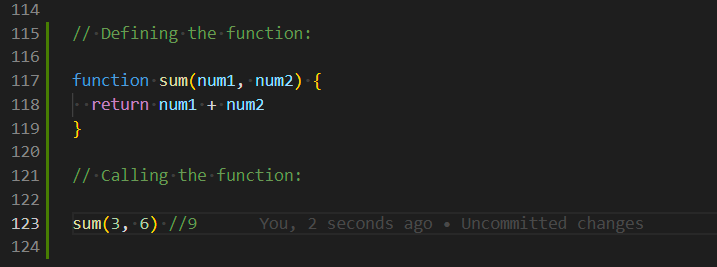 114
115 // Defining the function:
116
117 function sum(num1, num2) {
118 return num1 + num2
119 }
120
121 // Calling the function:
122
123 sum(3, 6) //9 You, 2 seconds ago • Uncommitted changes
124